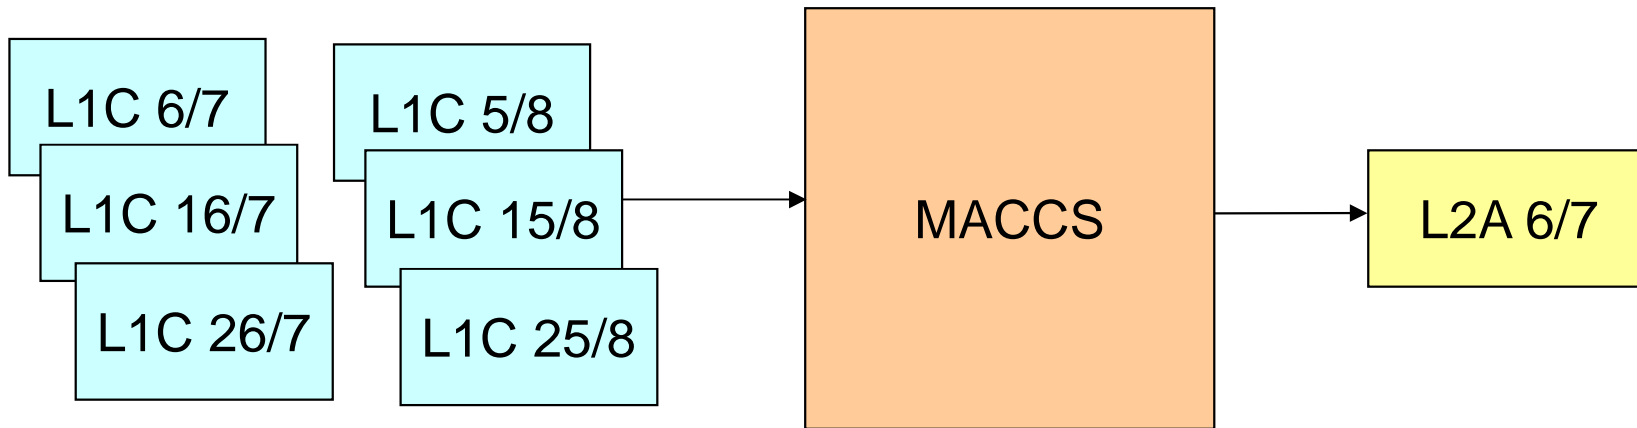 L1C 6/7
L1C 16/7
L1C 26/7
L1C 5/8
L1C 15/8
L1C 25/8
MACCS
L2A 6/7